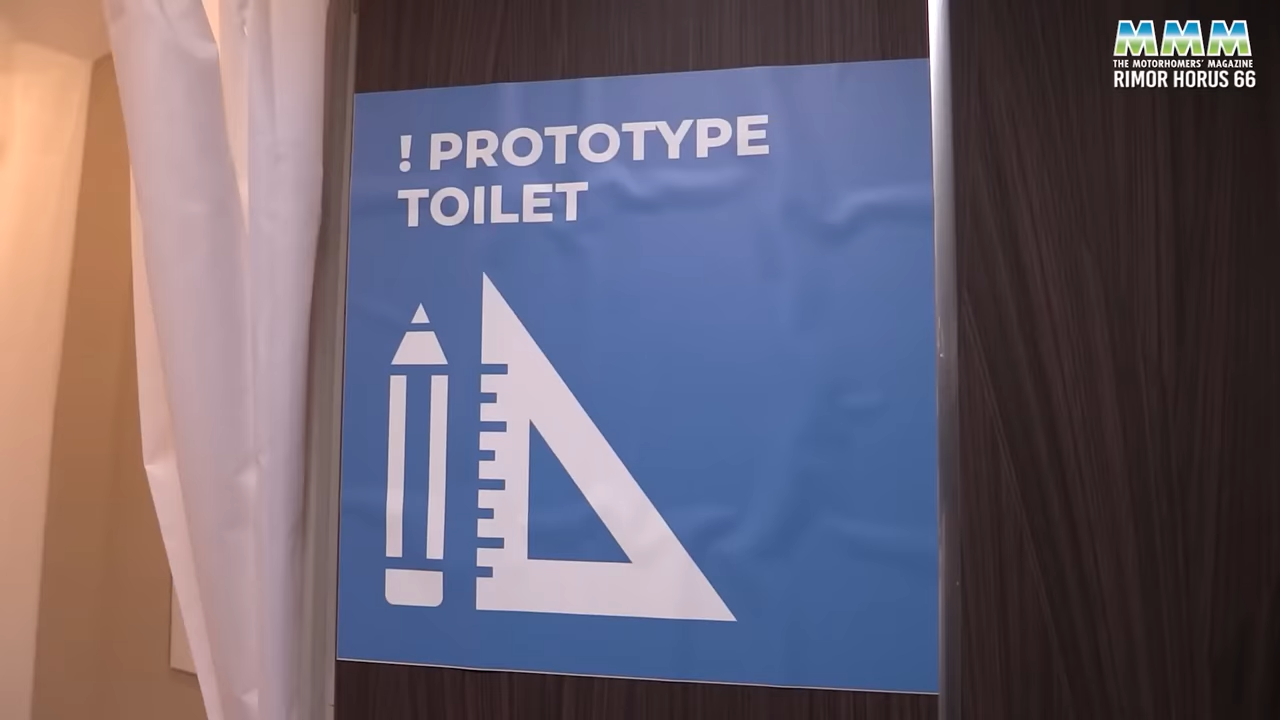 MMM
THE MOTORHOMERS' MAGAZINE
RIMOR HORUS 66
! PROTOTYPE
TOILET